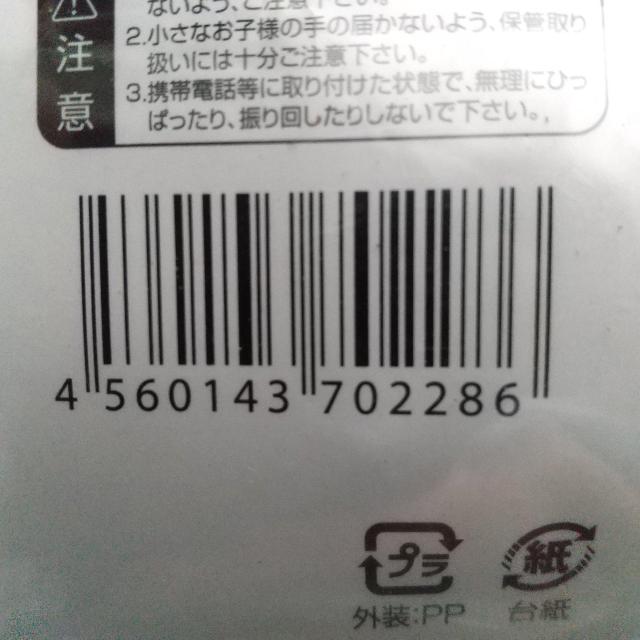 注意
ないよう、ご注意下さい。
2.小さなお子様の手の届かないよう、保管取り
扱いには十分ご注意下さい。
3.携帯電話等に取り付けた状態で、無理にひっ
ぱったり、振り回したりしないで下さい。
4 560143 702286
プラ 紙
外装:PP 台紙